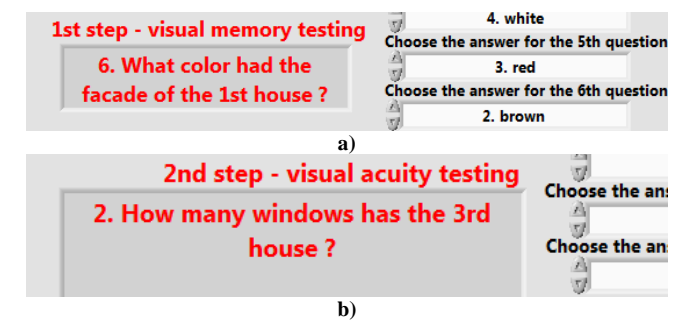 1st step - visual memory testing
6. What color had the
facade of the 1st house ?
4. white
Choose the answer for the 5th question
3. red
Choose the answer for the 6th question
2. brown
a)
2nd step - visual acuity testing
2. How many windows has the 3rd
house ?
Choose the
Choose the
b)